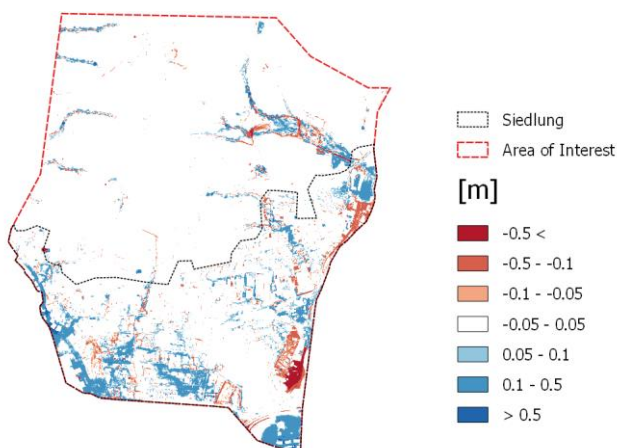 Siedlung
Area of Interest
[m]
-0.5 <
-0.5 - -0.1
-0.1 - -0.05
-0.05 - 0.05
0.05 - 0.1
0.1 - 0.5
> 0.5